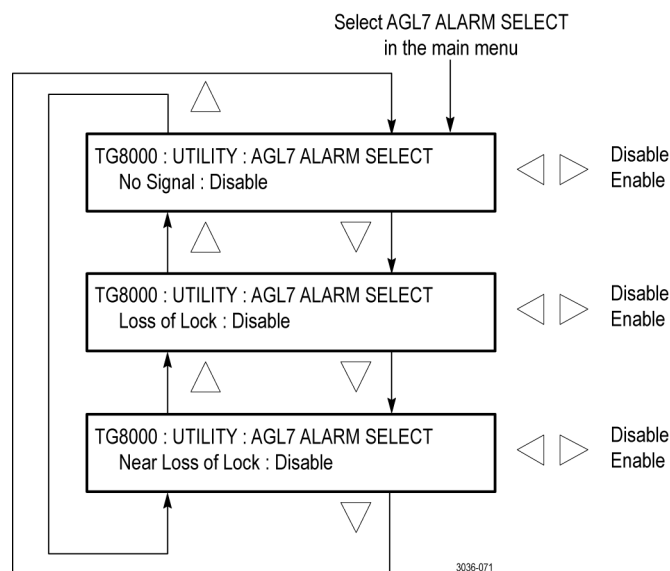 Select AGL7 ALARM SELECT
in the main menu
TG8000 : UTILITY : AGL7 ALARM SELECT
No Signal : Disable
Disable
Enable
TG8000 : UTILITY : AGL7 ALARM SELECT
Loss of Lock : Disable
Disable
Enable
TG8000 : UTILITY : AGL7 ALARM SELECT
Near Loss of Lock : Disable
Disable
Enable
3036-071